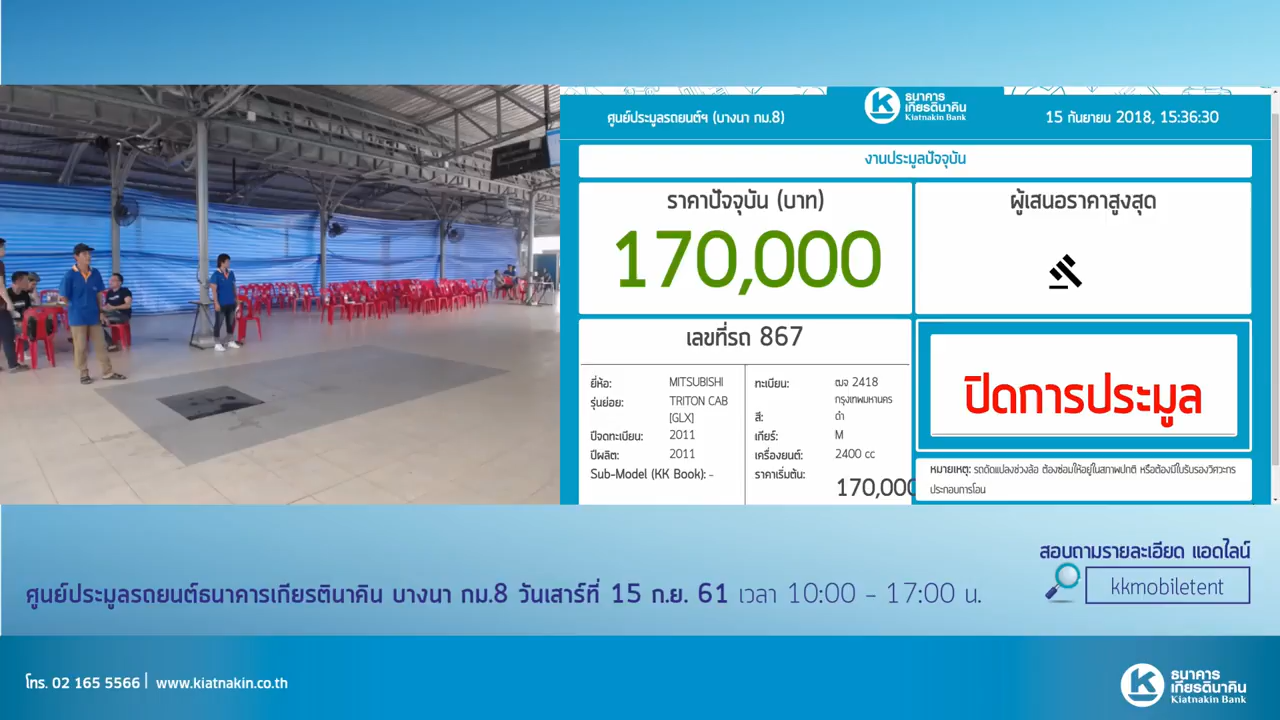 ศูนย์ประมูลรถยนต์ฯ (บางนา กม.8)
ธนาคาร
เกียรตินาคิน
Kiatnakin Bank
15 กันยายน 2018, 15:36:30
งานประมูลปัจจุบัน
ราคาปัจจุบัน (บาท)
170,000
ผู้เสนอราคาสูงสุด
เลขที่รถ 867
ยี่ห้อ: MITSUBISHI
รุ่นย่อย: TRITON CAB
[GLX]
ปีจดทะเบียน: 2011
ปีผลิต: 2011
Sub-Model (KK Book): -
ทะเบียน: ฒจ 2418
กรุงเทพมหานคร
สี: ดำ
เกียร์: M
เครื่องยนต์: 2400 cc
ราคาเริ่มต้น:
170,000
ปิดการประมูล
หมายเหตุ: รถดัดแปลงช่วงล้อ ต้องซ่อมให้อยู่ในสภาพปกติ หรือต้องมีใบรับรองวิศวะกร
ประกอบการโอน
สอบถามรายละเอียด แอดไลน์
kkmobiletent
ศูนย์ประมูลรถยนต์ธนาคารเกียรตินาคิน บางนา กม.8 วันเสาร์ที่ 15 ก.ย. 61 เวลา 10:00 - 17:00 น.
โทร. 02 165 5566 | www.kiatnakin.co.th
ธนาคาร
เกียรตินาคิน
Kiatnakin Bank